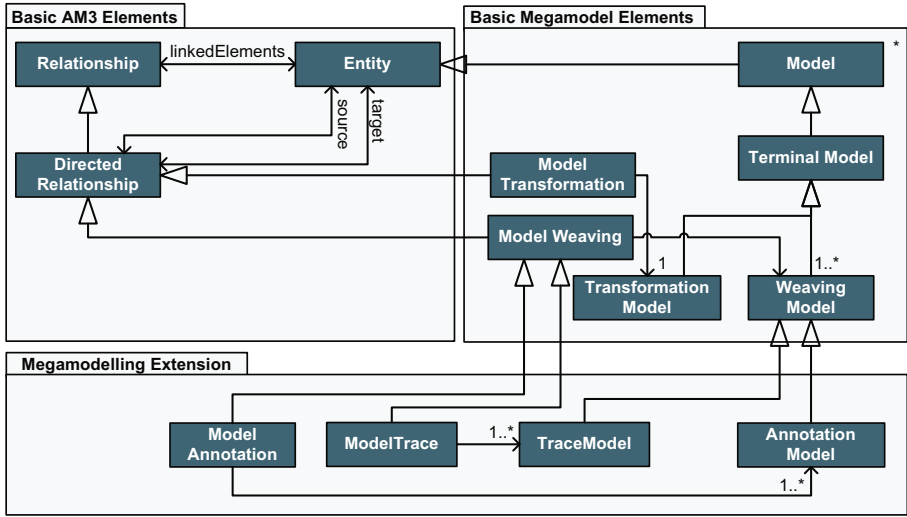 Basic AM3 Elements
Basic Megamodel Elements
Relationship
linkedElements
Entity
Model
*
source
target
Directed
Relationship
Model
Transformation
Terminal Model
Model Weaving
1
1..*
Transformation
Model
Weaving
Model
Megamodelling Extension
Model
Annotation
ModelTrace
1..*
TraceModel
Annotation
Model
1..*